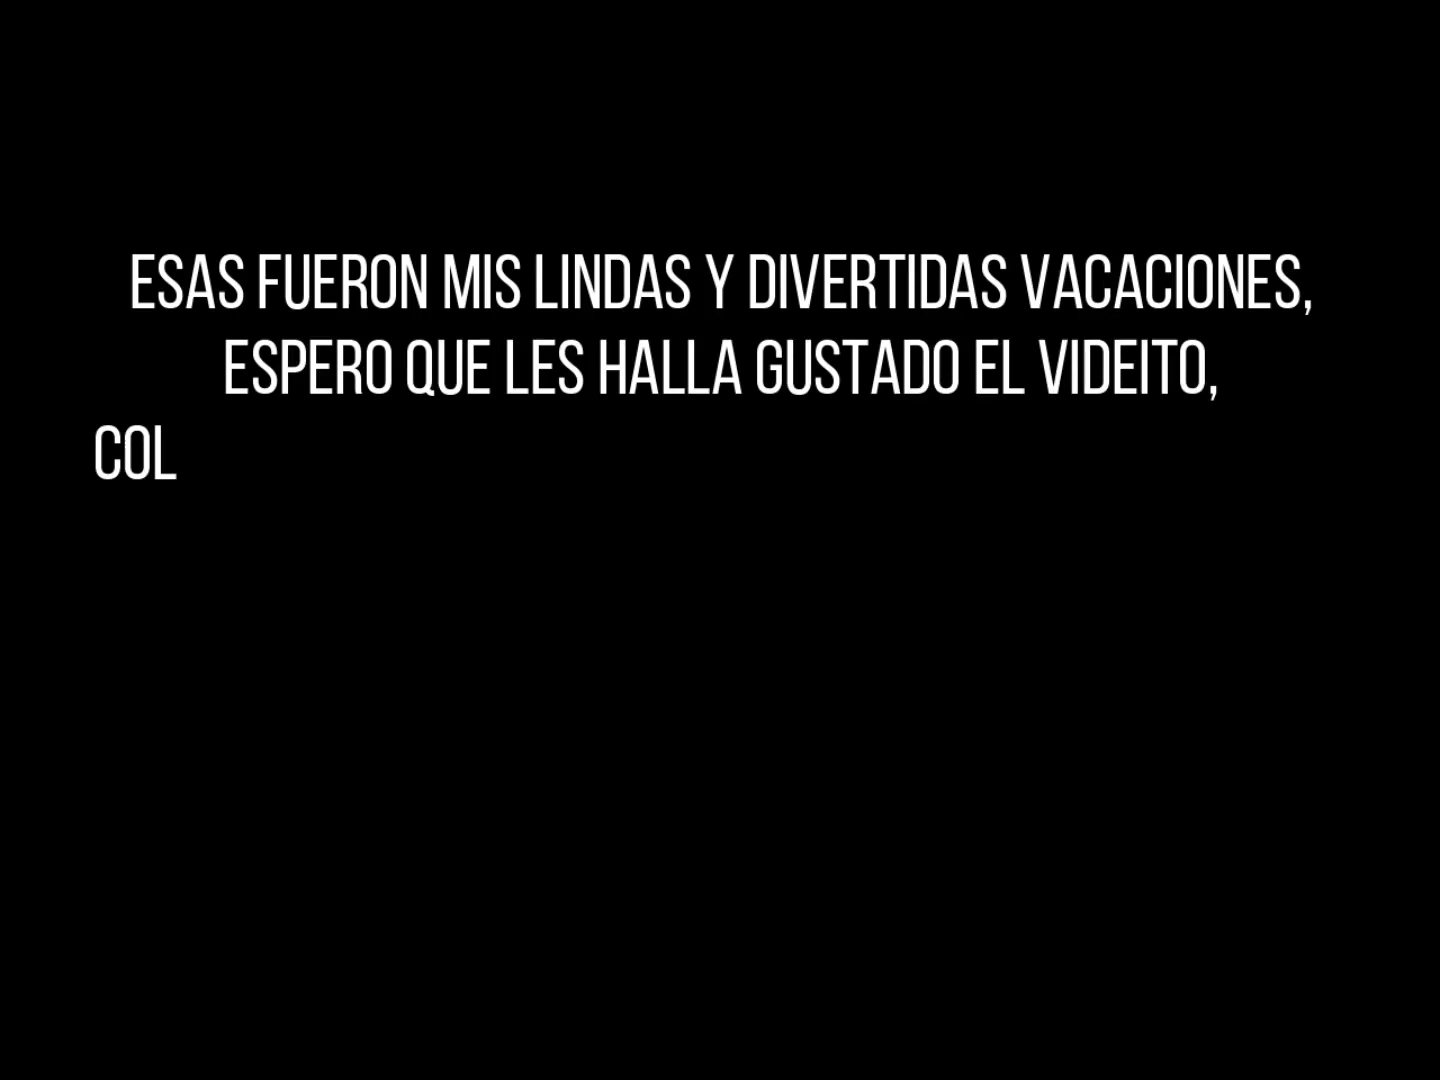 ESAS FUERON MIS LINDAS Y DIVERTIDAS VACACIONES,
ESPERO QUE LES HALLA GUSTADO EL VIDEITO,
COL